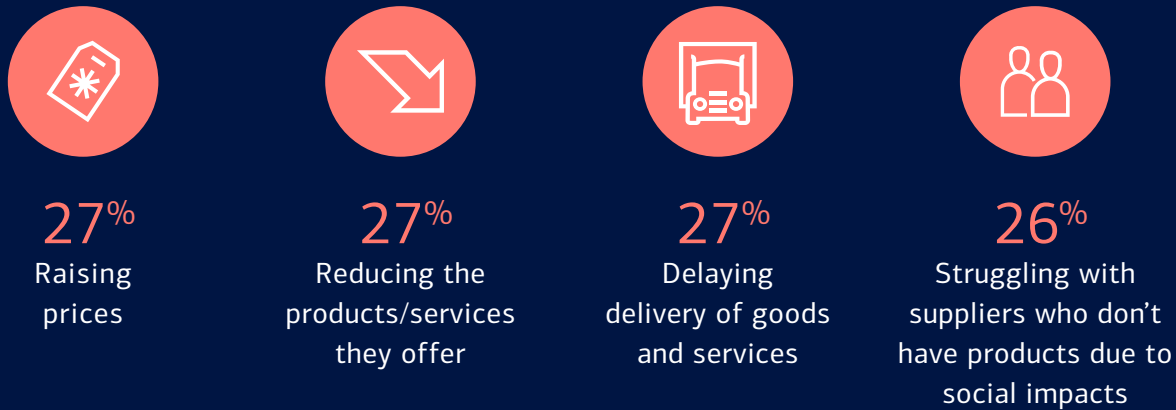 27%
Raising
prices
27%
Reducing the
products/services
they offer
27%
Delaying
delivery of goods
and services
26%
Struggling with
suppliers who don’t
have products due to
social impacts